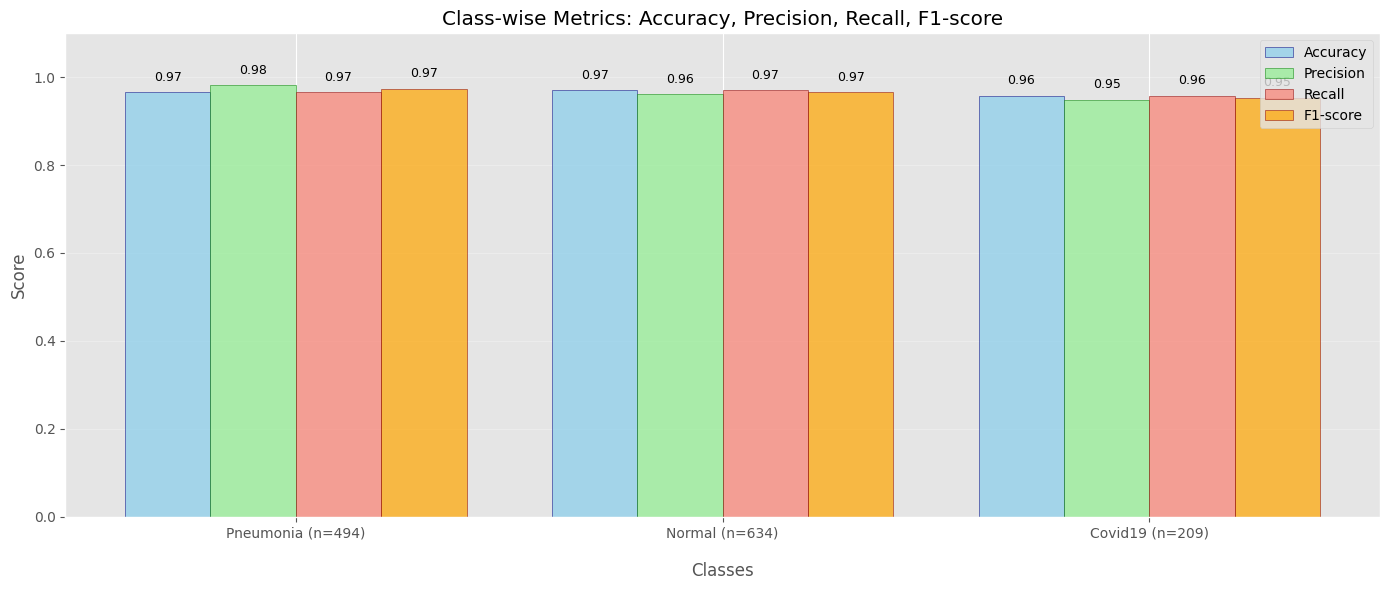 Class-wise Metrics: Accuracy, Precision, Recall, F1-score
Accuracy
Precision
Recall
F1-score
0.97 0.98 0.97 0.97 0.97 0.96 0.97 0.97 0.96 0.95 0.96 0.95
1.0
0.8
0.6
0.4
0.2
0.0
Score
Pneumonia (n=494) Normal (n=634) Covid19 (n=209)
Classes